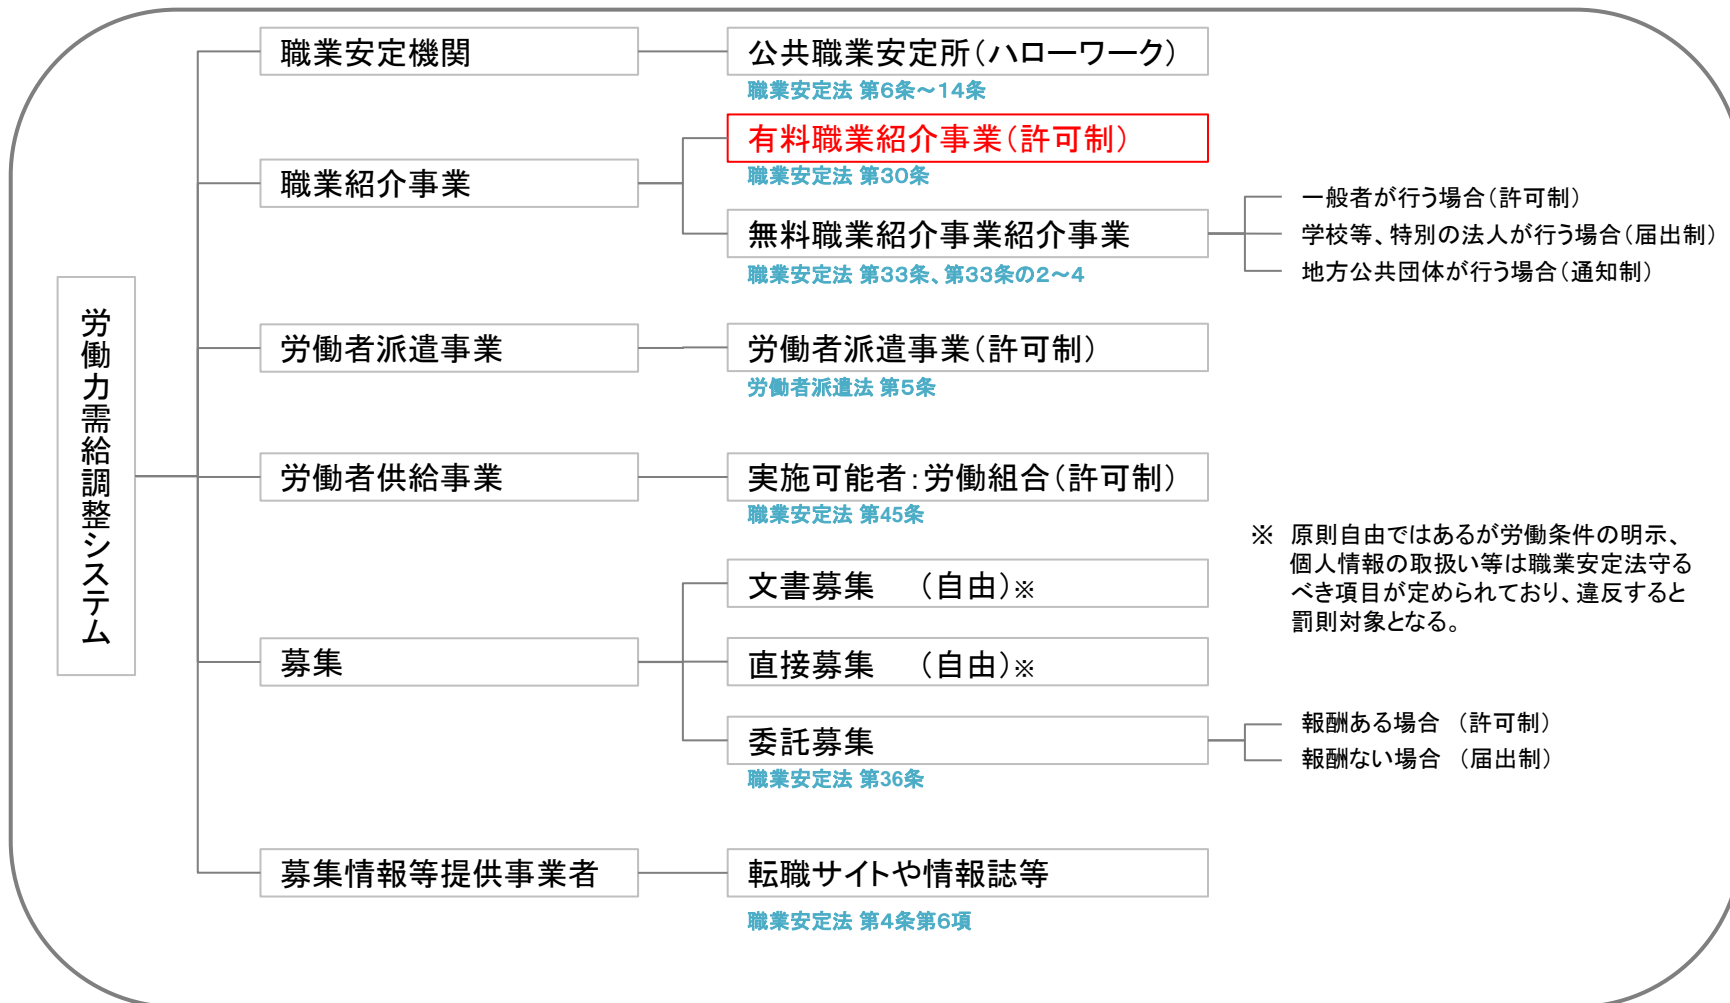 労働力需給調整システム
職業安定機関
公共職業安定所(ハローワーク)
職業安定法 第6条～14条
職業紹介事業
有料職業紹介事業(許可制)
職業安定法 第30条
無料職業紹介事業紹介事業
職業安定法 第33条、第33条の2～4
一般者が行う場合(許可制)
学校等、特別の法人が行う場合(届出制)
地方公共団体が行う場合(通知制)
労働者派遣事業
労働者派遣事業(許可制)
労働者派遣法 第5条
労働者供給事業
実施可能者:労働組合(許可制)
職業安定法 第45条
募集
文書募集 (自由)※
直接募集 (自由)※
委託募集
職業安定法 第36条
※ 原則自由ではあるが労働条件の明示、
個人情報の取扱い等は職業安定法守る
べき項目が定められており、違反すると
罰則対象となる。
報酬ある場合 (許可制)
報酬ない場合 (届出制)
募集情報等提供事業者
転職サイトや情報誌等
職業安定法 第4条第6項